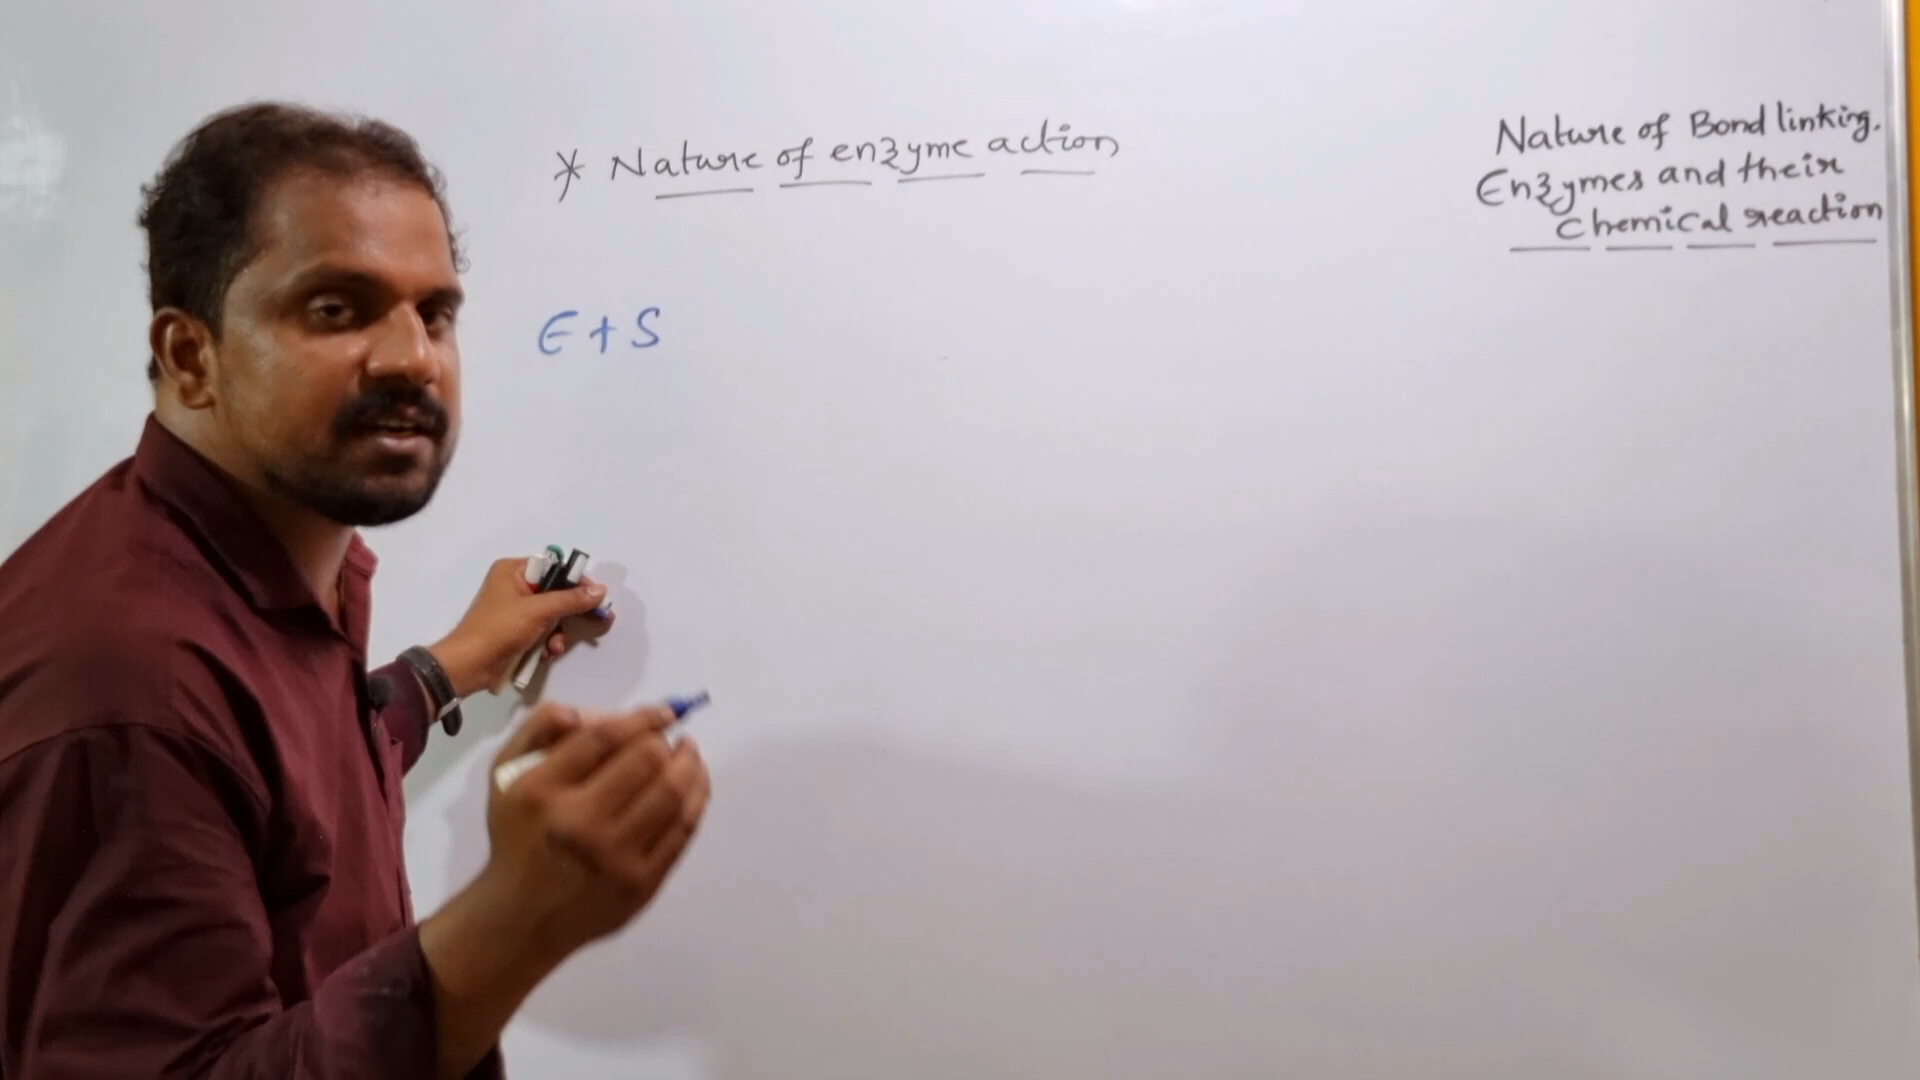 * Nature of enzyme action
Nature of Bond linking.
Enzymes and their
chemical reaction
E + S